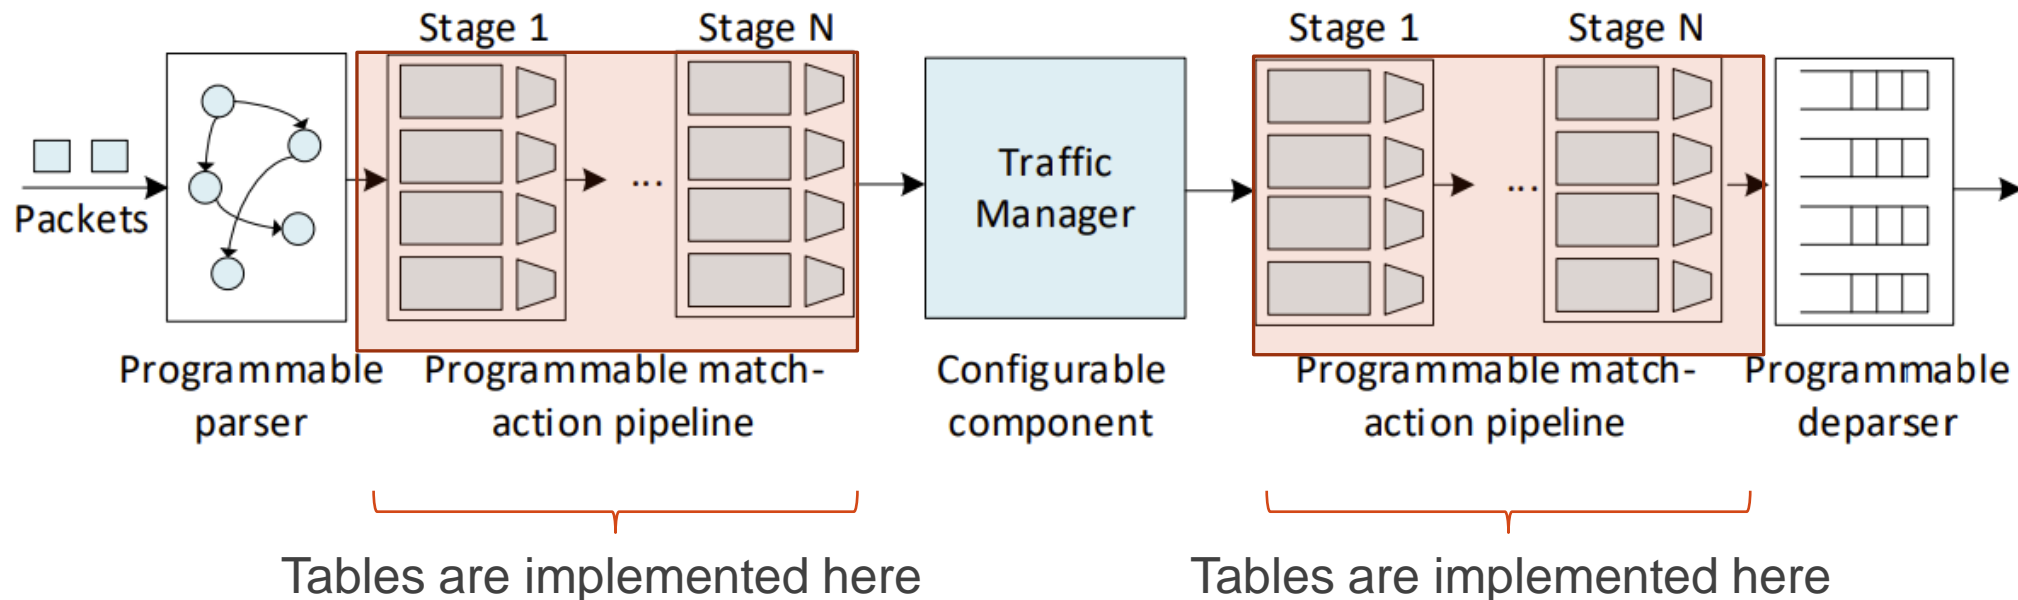 Stage 1
Stage N
Stage 1
Stage N
Packets
...
Traffic
Manager
...
Programmable
parser
Programmable match-
action pipeline
Configurable
component
Programmable match-
action pipeline
Programmable
deparser
Tables are implemented here
Tables are implemented here